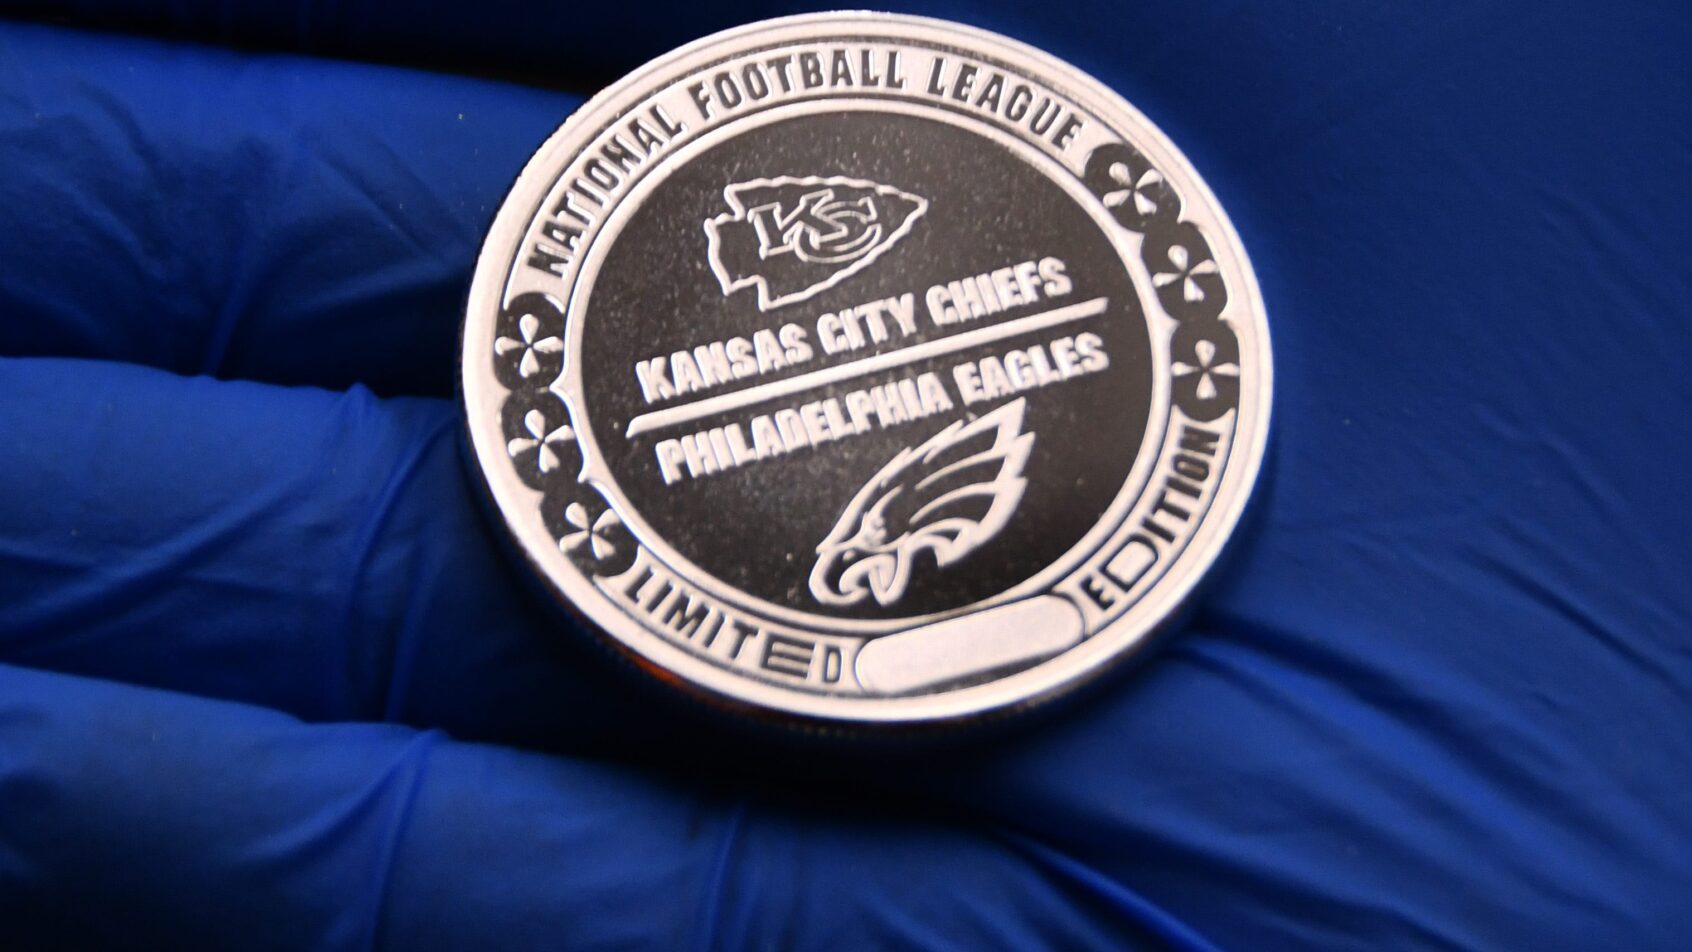 NATIONAL FOOTBALL LEAGUE
KC
KANSAS CITY CHIEFS
PHILADELPHIA EAGLES
LIMITED EDITION